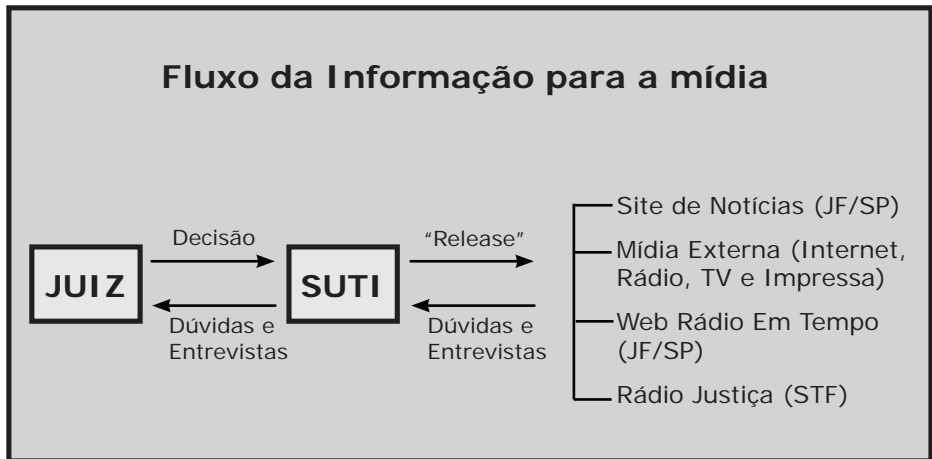 Fluxo da Informação para a mídia
JUIZ
Decisão
Dúvidas e
Entrevistas
SUTI
“Release”
Dúvidas e
Entrevistas
Site de Notícias (JF/SP)
Mídia Externa (Internet,
Rádio, TV e Impressa)
Web Rádio Em Tempo
(JF/SP)
Rádio Justiça (STF)